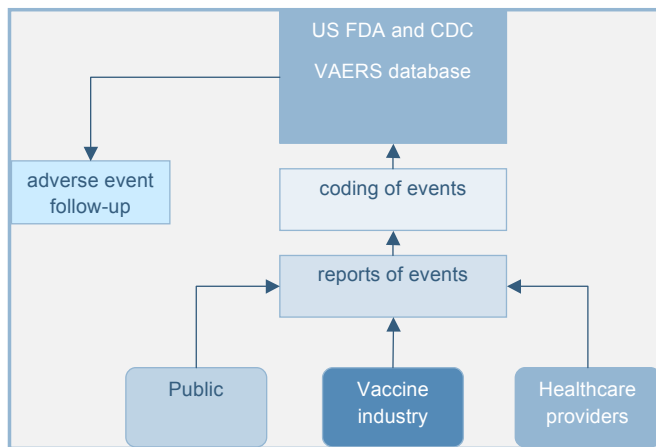 US FDA and CDC
VAERS database
adverse event
follow-up
coding of events
reports of events
Public
Vaccine
industry
Healthcare
providers